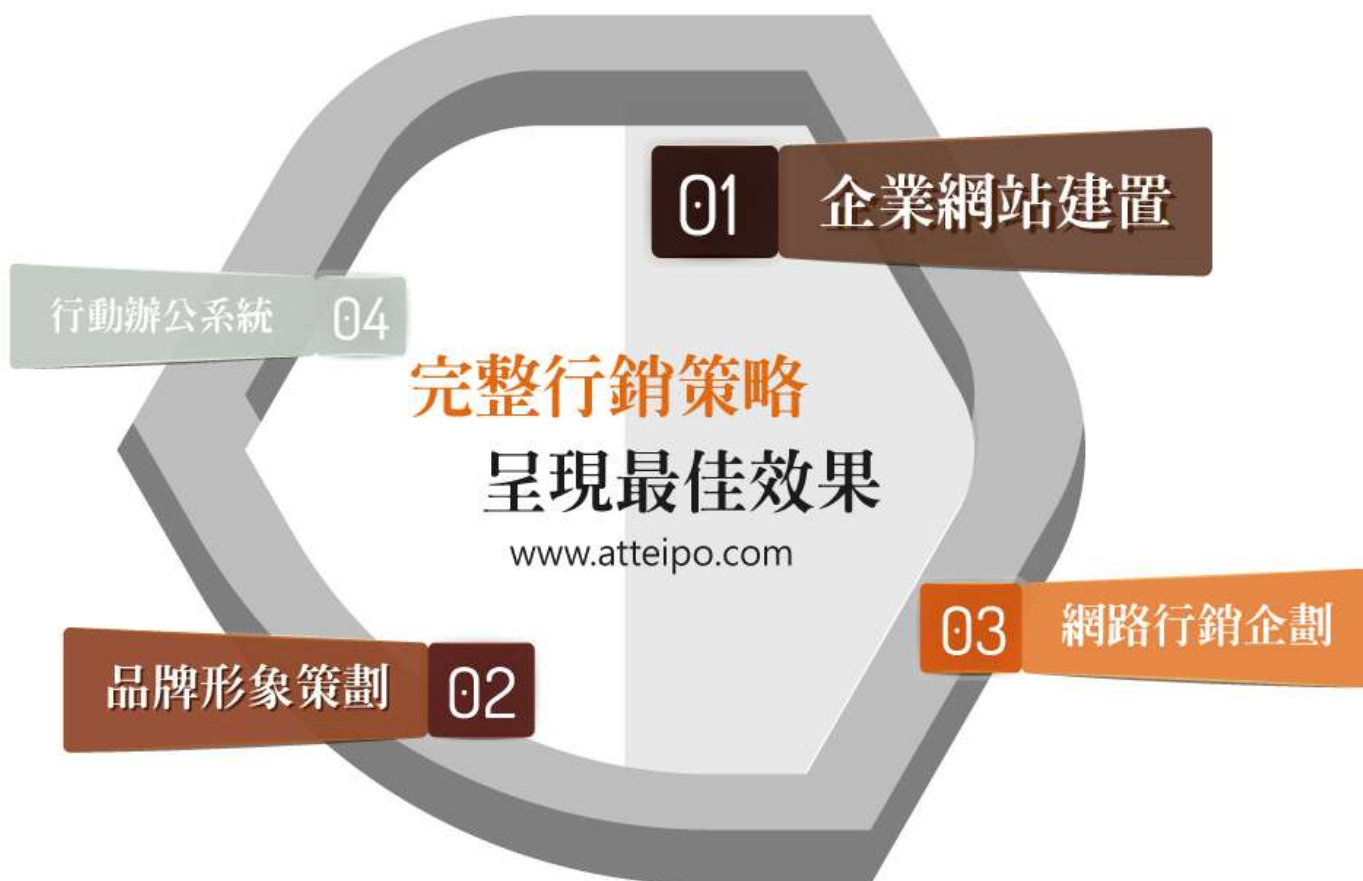 01 企業網站建置
行動辦公系統 04
完整行銷策略
呈現最佳效果
www.atteipo.com
03 網路行銷企劃
品牌形象策劃 02